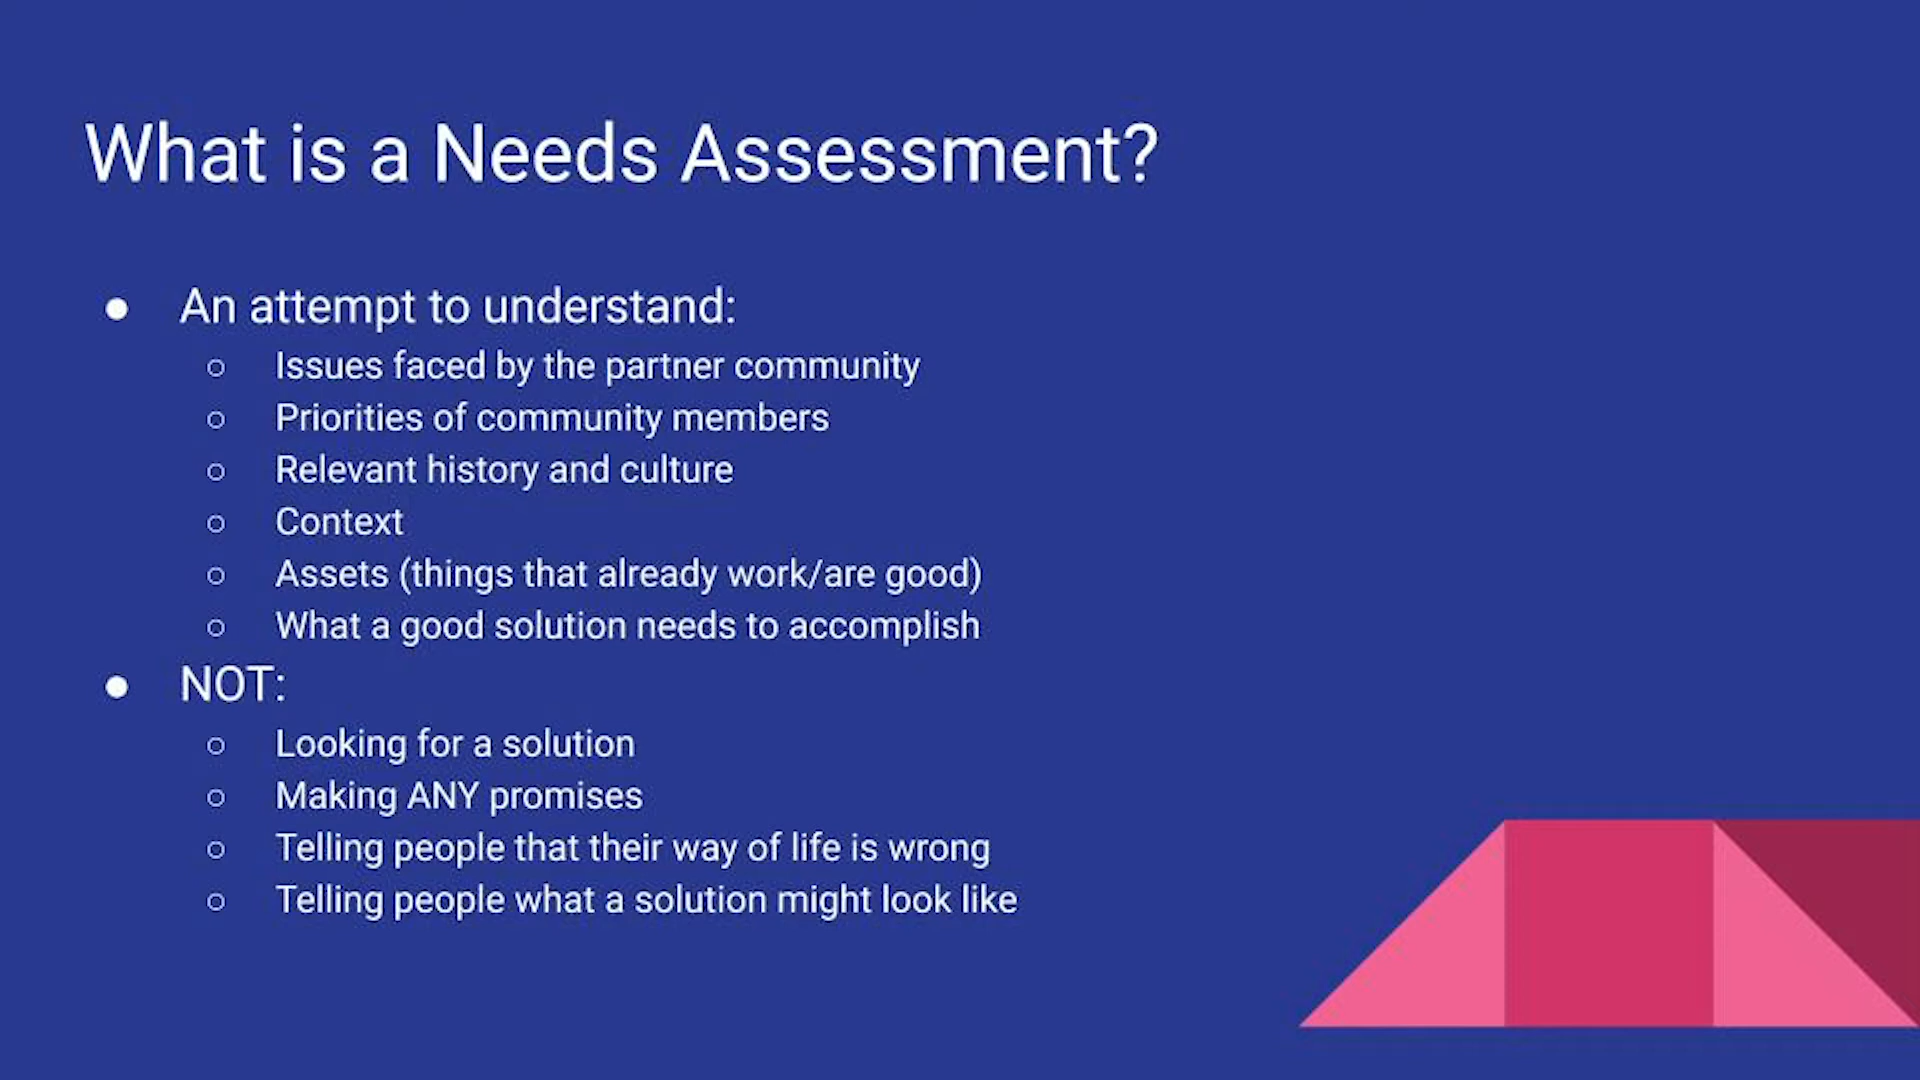 What is a Needs Assessment?
● An attempt to understand:
○ Issues faced by the partner community
○ Priorities of community members
○ Relevant history and culture
○ Context
○ Assets (things that already work/are good)
○ What a good solution needs to accomplish
● NOT:
○ Looking for a solution
○ Making ANY promises
○ Telling people that their way of life is wrong
○ Telling people what a solution might look like